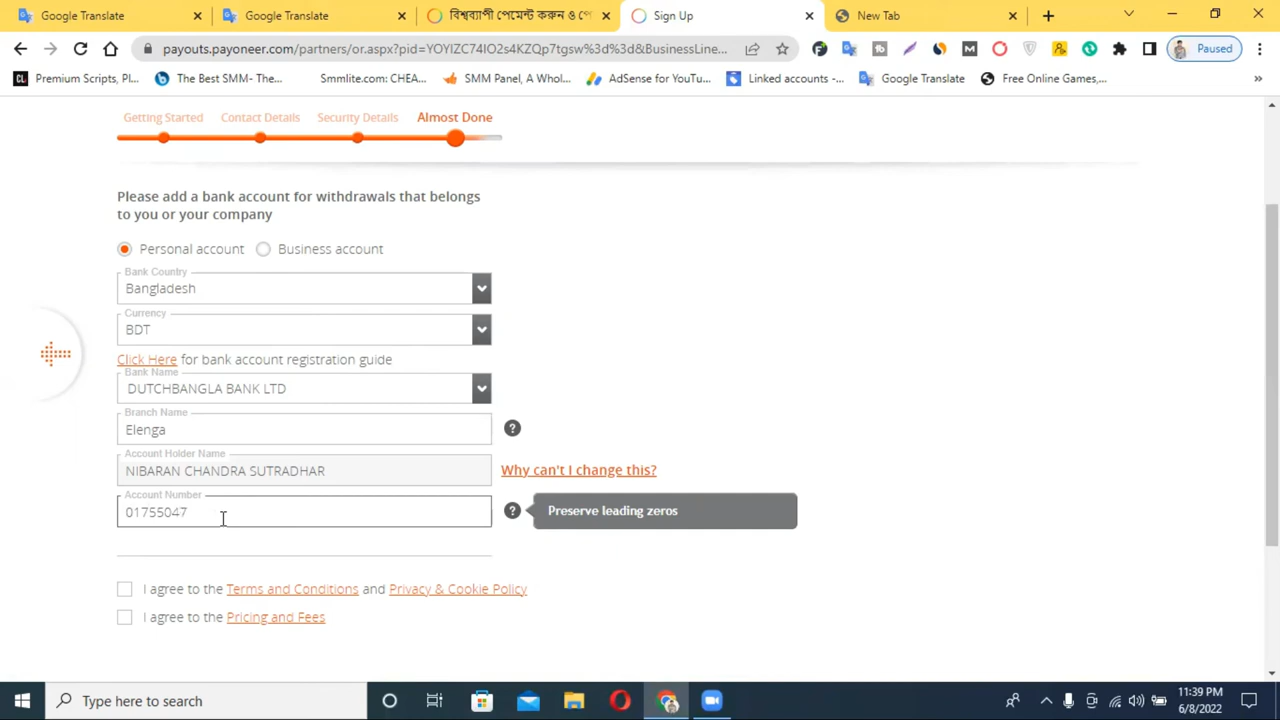 Google Translate
Google Translate
বিশ্বব্যাপী পেমেন্ট করুন ও পে
Sign Up
New Tab
payouts.payoneer.com/partners/or.aspx?pid=YOYIZC74IO2s4KZQp7tgsw%3d%3d&BusinessLine...
Paused
Premium Scripts, Pl...
The Best SMM- The...
Smmlite.com: CHEA...
SMM Panel, A Whol...
AdSense for YouTu...
Linked accounts -...
Google Translate
Free Online Games,...
Getting Started
Contact Details
Security Details
Almost Done
Please add a bank account for withdrawals that belongs
to you or your company
Personal account
Business account
Bank Country
Bangladesh
Currency
BDT
Click Here for bank account registration guide
Bank Name
DUTCHBANGLA BANK LTD
Branch Name
Elenga
Account Holder Name
NIBARAN CHANDRA SUTRADHAR
Why can't I change this?
Account Number
01755047
Preserve leading zeros
I agree to the Terms and Conditions and Privacy & Cookie Policy
I agree to the Pricing and Fees
Type here to search
11:39 PM
6/8/2022